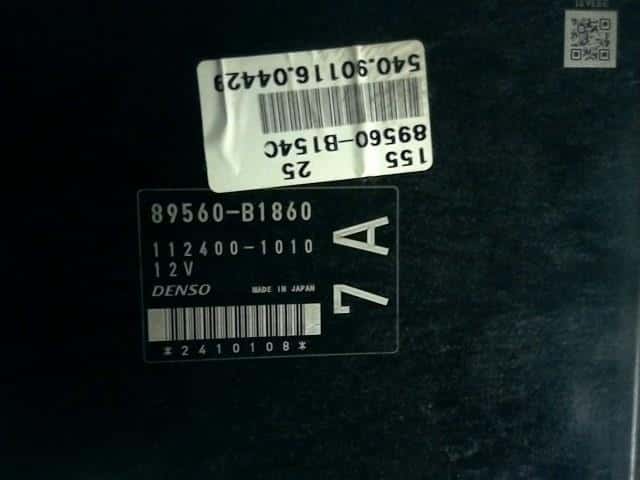 155 25
89560-B154C
540.90116.04429
89560-B1860
112400-1010
12V
DENSO MADE IN JAPAN
*2410108*
7A